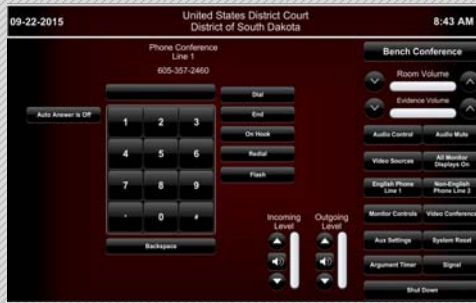 09-22-2015
United States District Court
District of South Dakota
8:43 AM
Phone Conference
Line 1
605-357-2460
Auto Answer is Off
1 2 3
4 5 6
7 8 9
* 0 #
Backspace
Dial
End
On Hook
Redial
Flash
Incoming
Level
Outgoing
Level
Bench Conference
Room Volume
Evidence Volume
Audio Control
Audio Mute
Video Sources
All Monitor
Displays On
English Phone
Line 1
Non-English
Phone Line 2
Monitor Controls
Video Conference
Aux Settings
System Reset
Argument Timer
Signal
Shut Down